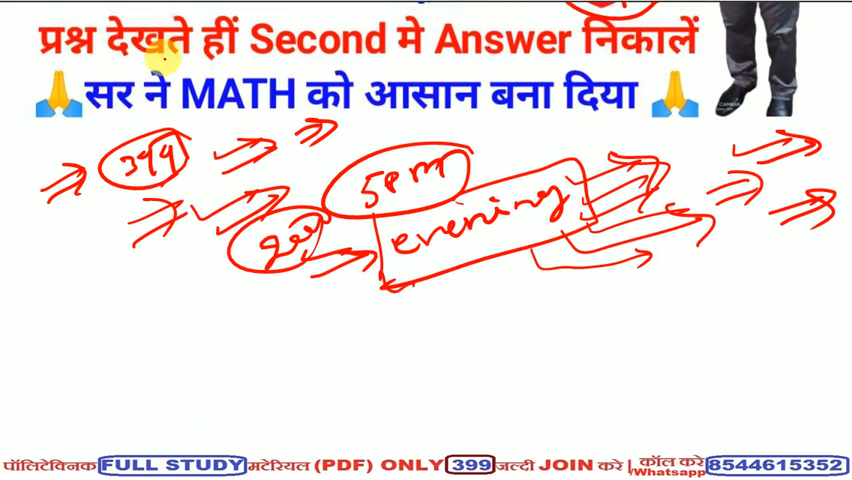 प्रश्न देखते हीं Second मे Answer निकालें
🙏 सर ने MATH को आसान बना दिया 🙏
399
5 pm
evening
पॉलिटेक्निक FULL STUDY मटेरियल (PDF) ONLY 399 जल्दी JOIN करे | कॉल करे /Whatsapp 8544615352